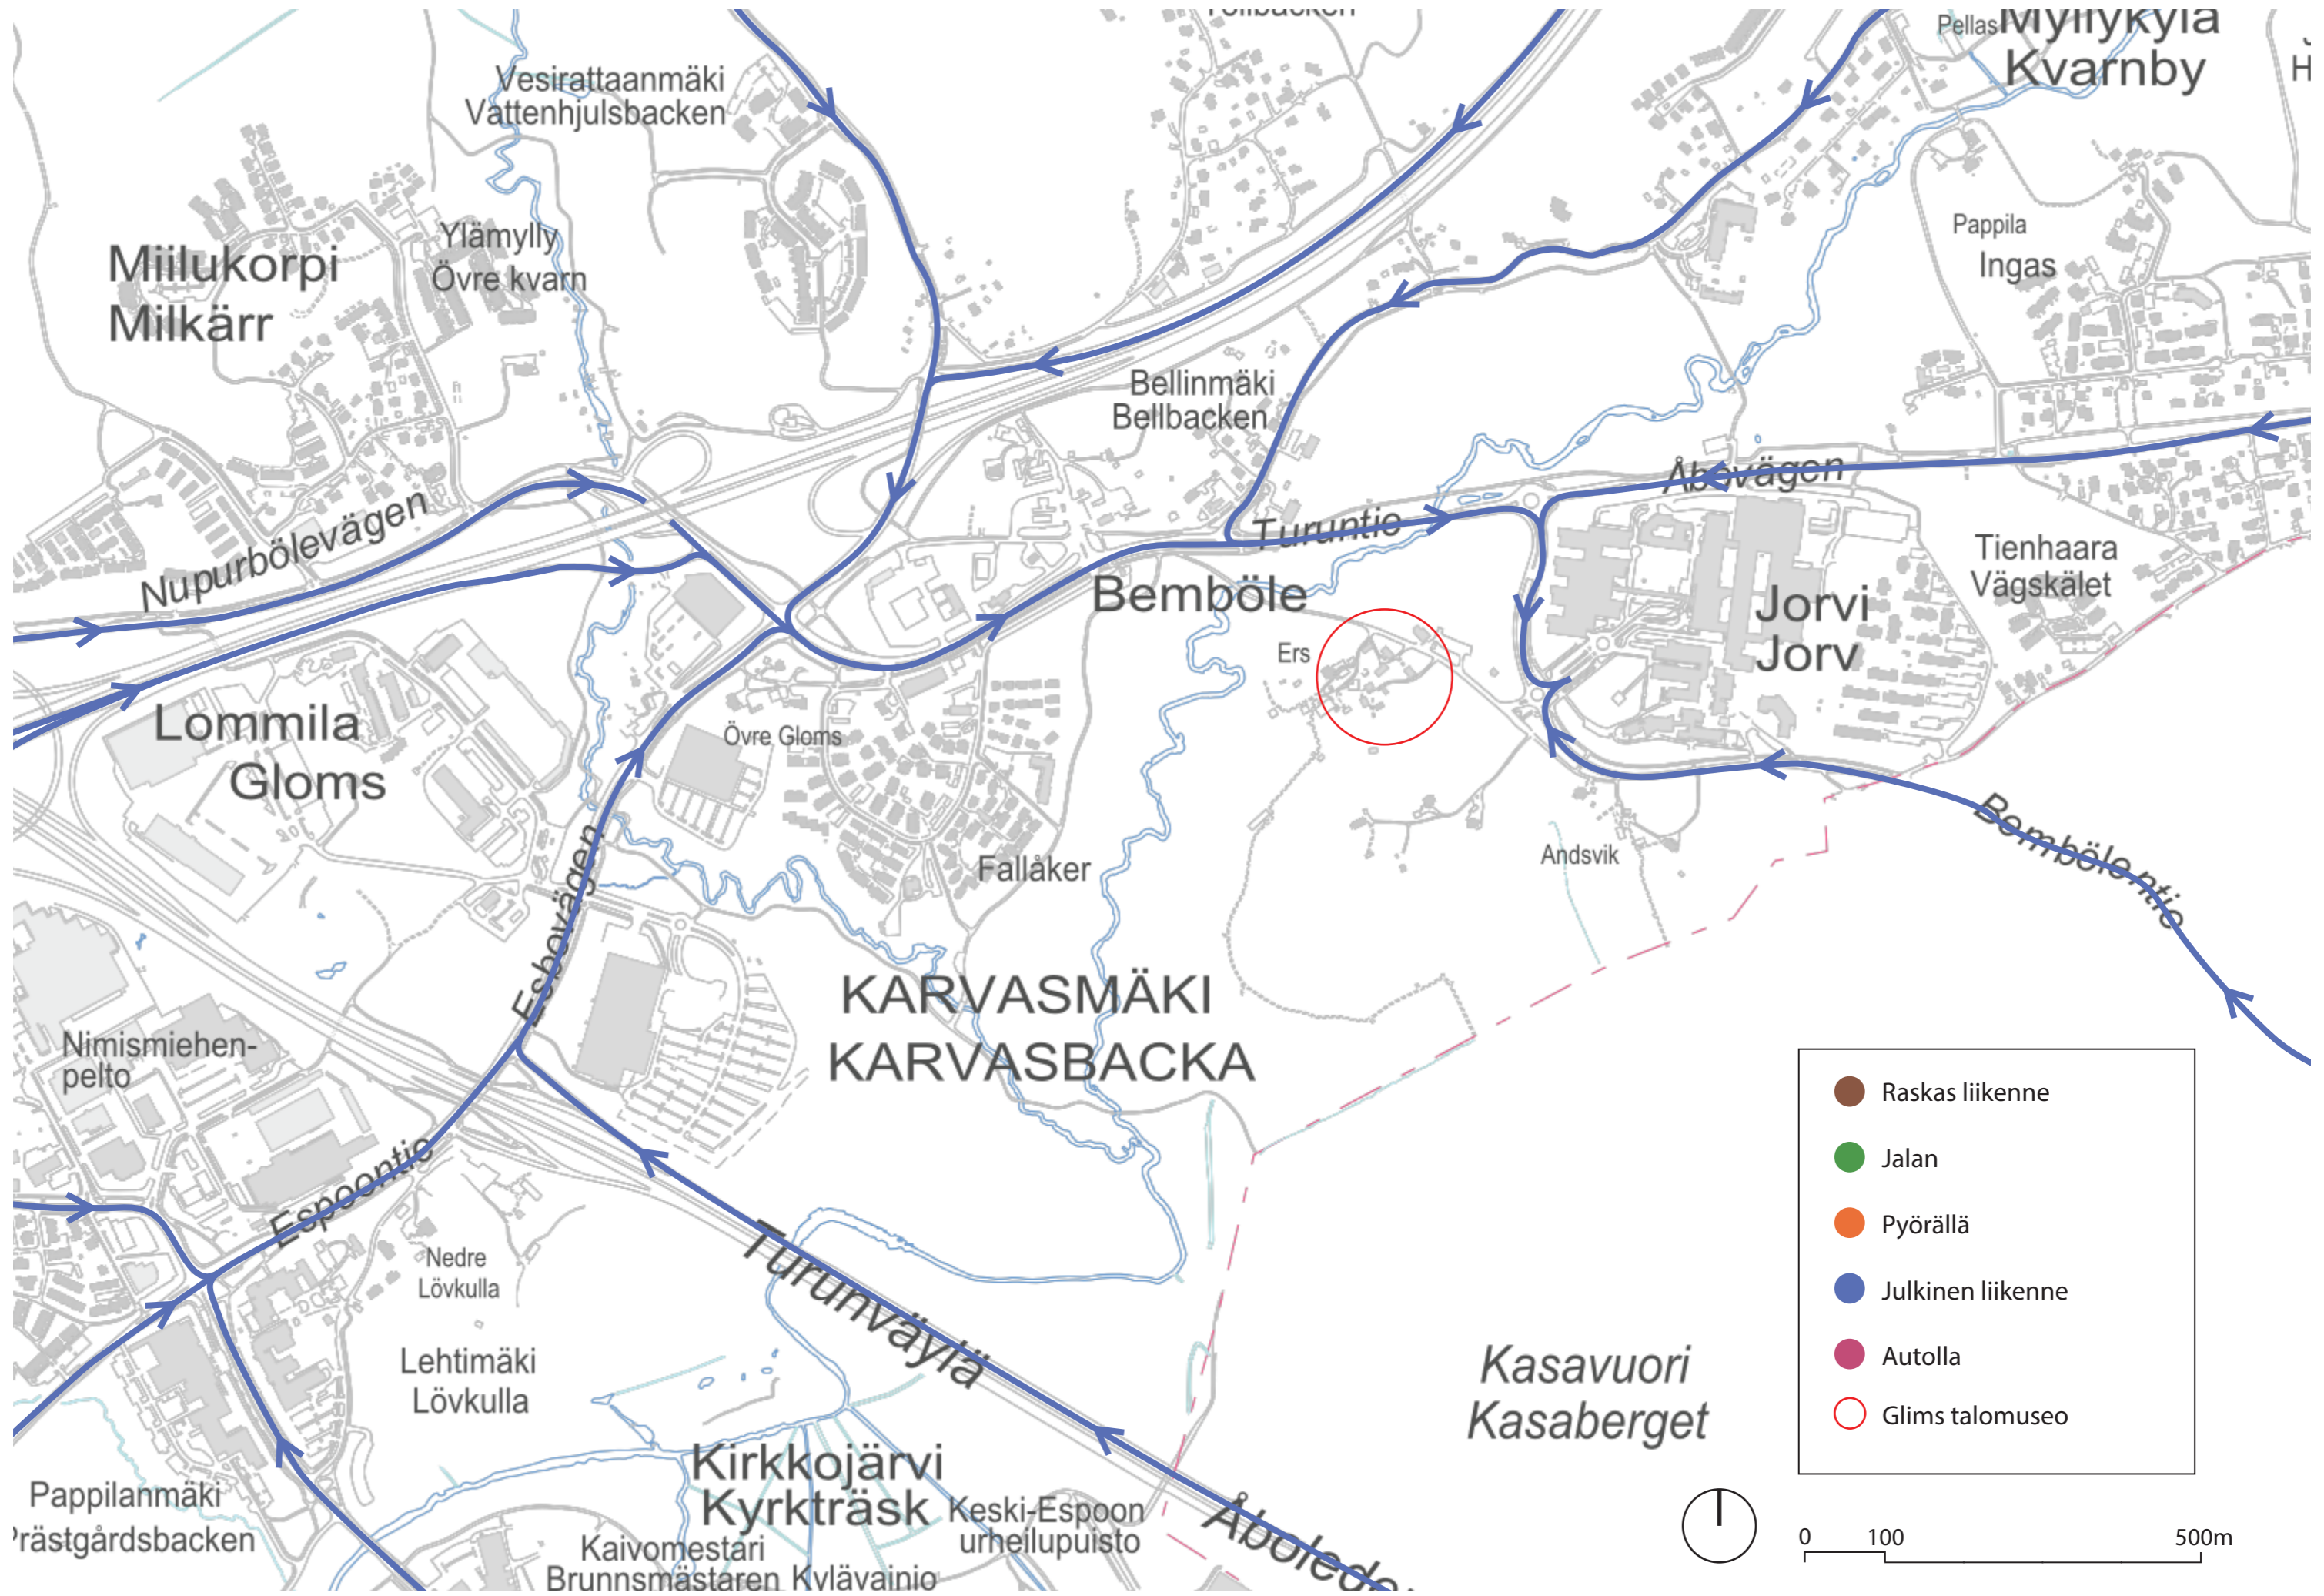 Pellas
Myllykylä
Kvarnby
Vesirattaanmäki
Vattenhjulsbacken
Ylämylly
Övre kvarn
Miilukorpi
Milkärr
Pappila
Ingas
Bellinmäki
Bellbacken
Åbovägen
Nupurbölevägen
Turuntie
Tienhaara
Vägskälet
Bemböle
Jorvi
Jorv
Ers
Lommila
Gloms
Övre Gloms
Esbovägen
Fallåker
Andsvik
Bembölentie
KARVASMÄKI
KARVASBACKA
Nimismiehen-
pelto
Espoontie
Nedre
Lövkulla
Turunväylä
Lehtimäki
Lövkulla
Kasavuori
Kasaberget
Kirkkojärvi
Kyrkträsk
Keski-Espoon
urheilupuisto
Pappilanmäki
Prästgårdsbacken
Kaivomestari
Brunnsmästaren
Kylävainio
Raskas liikenne
Jalan
Pyörällä
Julkinen liikenne
Autolla
Glims talomuseo
0 100 500m